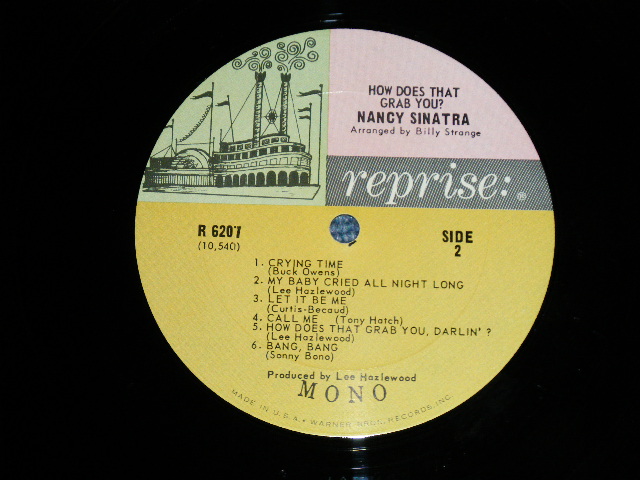 HOW DOES THAT
GRAB YOU?
NANCY SINATRA
Arranged by Billy Strange
reprise: ®
R 6207
(10,540)
SIDE
2
1. CRYING TIME
(Buck Owens)
2. MY BABY CRIED ALL NIGHT LONG
(Lee Hazlewood)
3. LET IT BE ME
(Curtis-Becaud)
4. CALL ME (Tony Hatch)
5. HOW DOES THAT GRAB YOU, DARLIN' ?
(Lee Hazlewood)
6. BANG, BANG
(Sonny Bono)
Produced by Lee Hazlewood
MONO
MADE IN U.S.A. • WARNER BROS. RECORDS, INC.